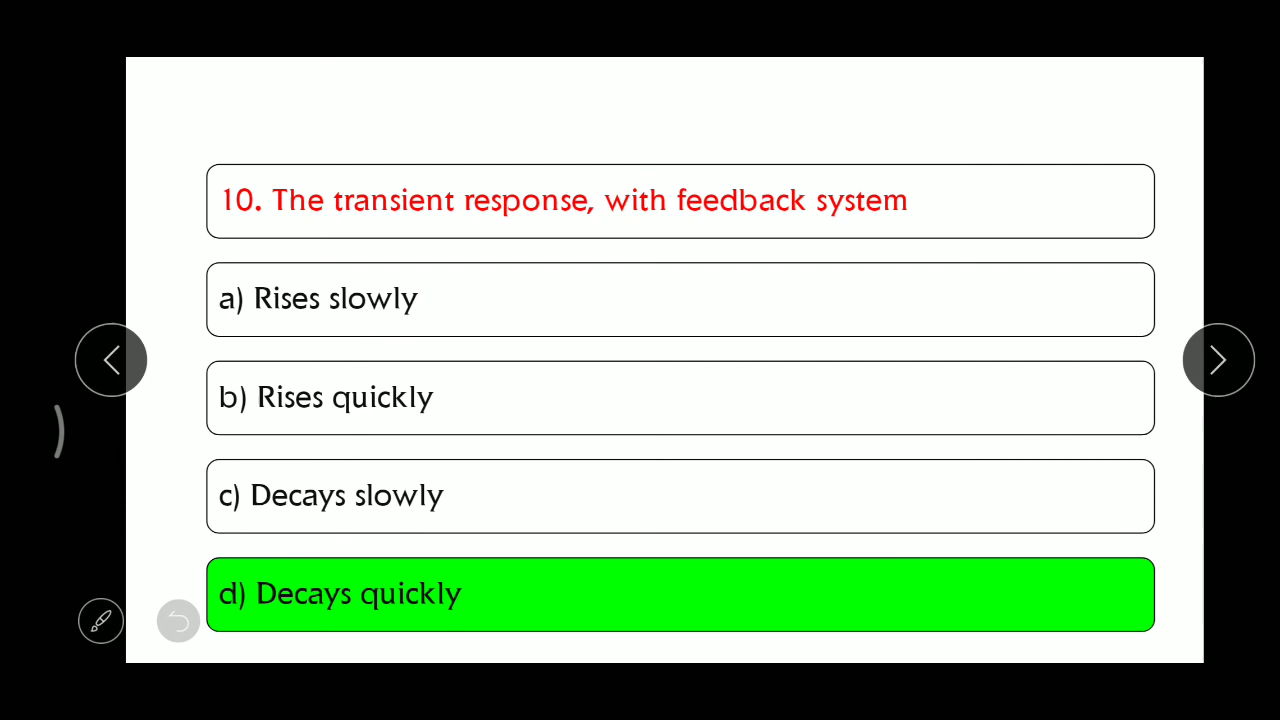 10. The transient response, with feedback system
a) Rises slowly
b) Rises quickly
c) Decays slowly
d) Decays quickly